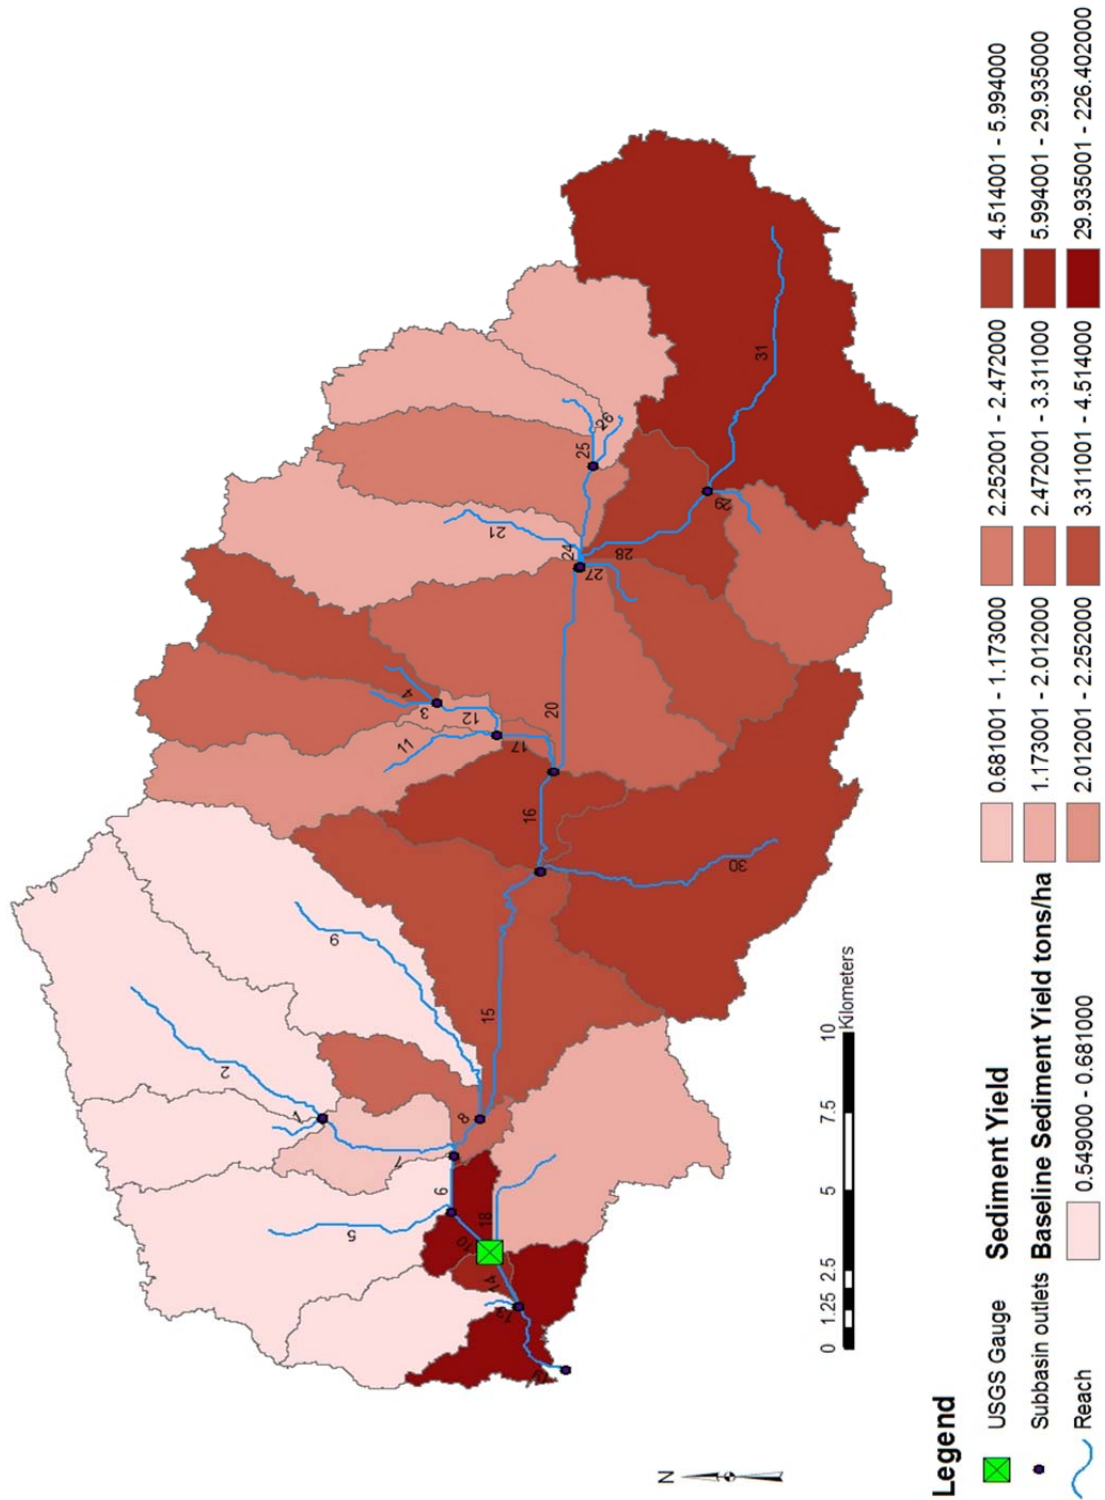 2
1
9
5
7
11
4
3
6
8
10
12
18
15
14
21
13
17
16
20
24
25
27
26
28
N
29
30
31
0 1.25 2.5 5 7.5 10
Kilometers
Legend
USGS Gauge
Subbasin outlets
Reach
Sediment Yield
Baseline Sediment Yield tons/ha
0.549000 - 0.681000
0.681001 - 1.173000
1.173001 - 2.012000
2.012001 - 2.252000
2.252001 - 2.472000
2.472001 - 3.311000
3.311001 - 4.514000
4.514001 - 5.994000
5.994001 - 29.935000
29.935001 - 226.402000